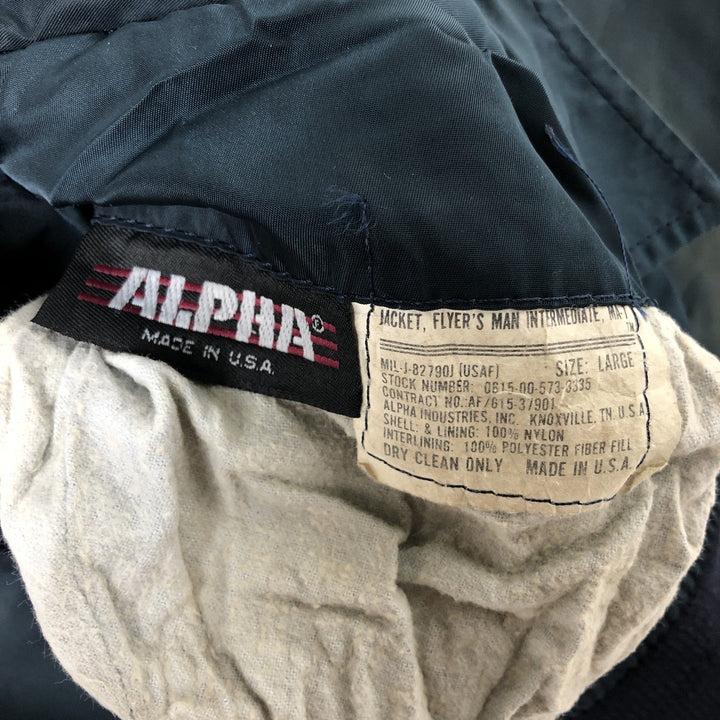 ALPHA®
MADE IN U.S.A.
JACKET, FLYER'S MAN INTERMEDIATE, MA-1
TM
MIL-J-82790J (USAF) SIZE: LARGE
STOCK NUMBER: 0615-00-573-3335
CONTRACT NO. AF/615-37901
ALPHA INDUSTRIES, INC. KNOXVILLE, TN. U.S.A
SHELL: & LINING: 100% NYLON
INTERLINING: 100% POLYESTER FIBER FILL
DRY CLEAN ONLY MADE IN U.S.A.